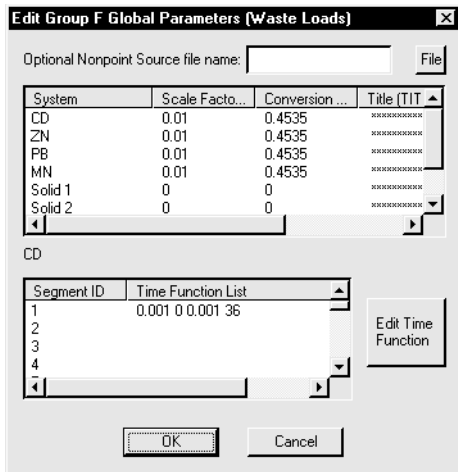 Edit Group F Global Parameters (Waste Loads)
Optional Nonpoint Source file name: File
System Scale Facto... Conversion ... Title (TIT
CD 0.01 0.4535 **********
ZN 0.01 0.4535 **********
PB 0.01 0.4535 **********
MN 0.01 0.4535 **********
Solid 1 0 0 **********
Solid 2 0 0 **********
CD
Segment ID Time Function List
1 0.001 0 0.001 36
2
3
4
Edit Time
Function
OK Cancel